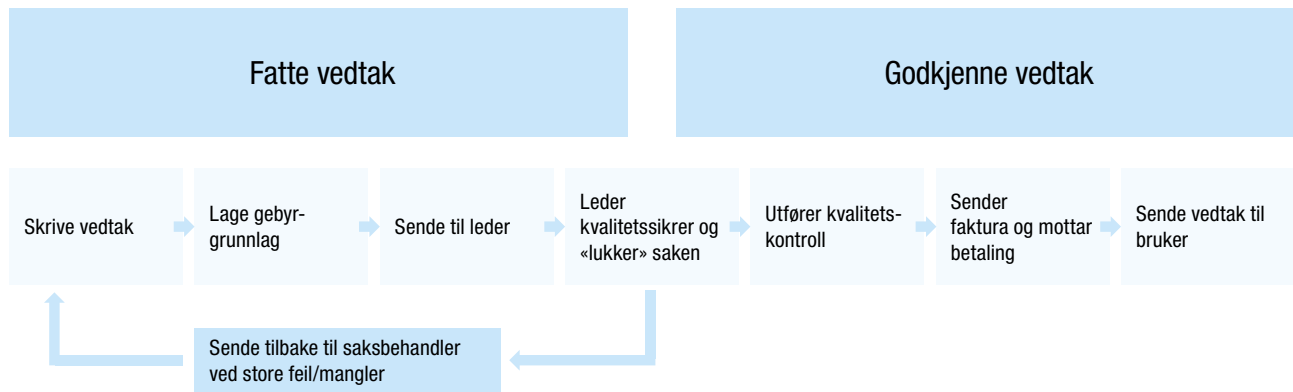 Fatte vedtak
Godkjenne vedtak
Skrive vedtak
Lage gebyr-
grunnlag
Sende til leder
Leder
kvalitetssikrer og
«lukker» saken
Utfører kvalitets-
kontroll
Sender
faktura og mottar
betaling
Sende vedtak til
bruker
Sende tilbake til saksbehandler
ved store feil/mangler